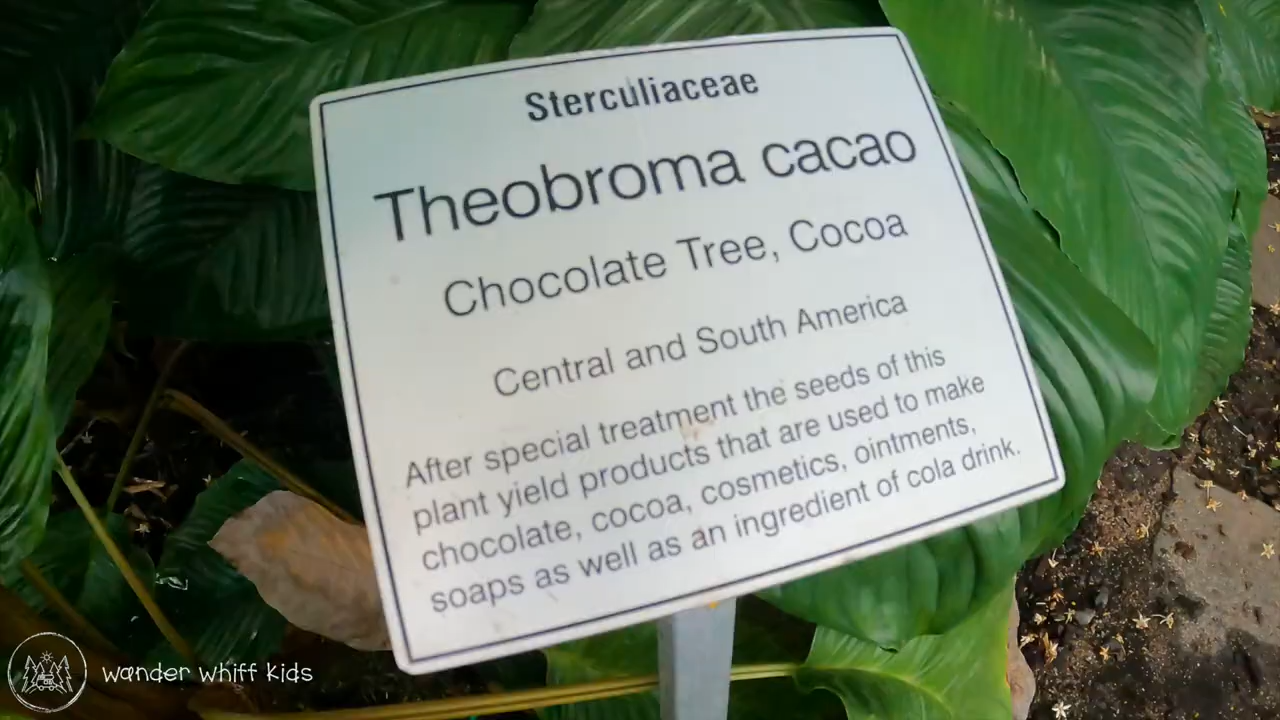 Sterculiaceae
Theobroma cacao
Chocolate Tree, Cocoa
Central and South America
After special treatment the seeds of this
plant yield products that are used to make
chocolate, cocoa, cosmetics, ointments,
soaps as well as an ingredient of cola drink.
wander whiff kids